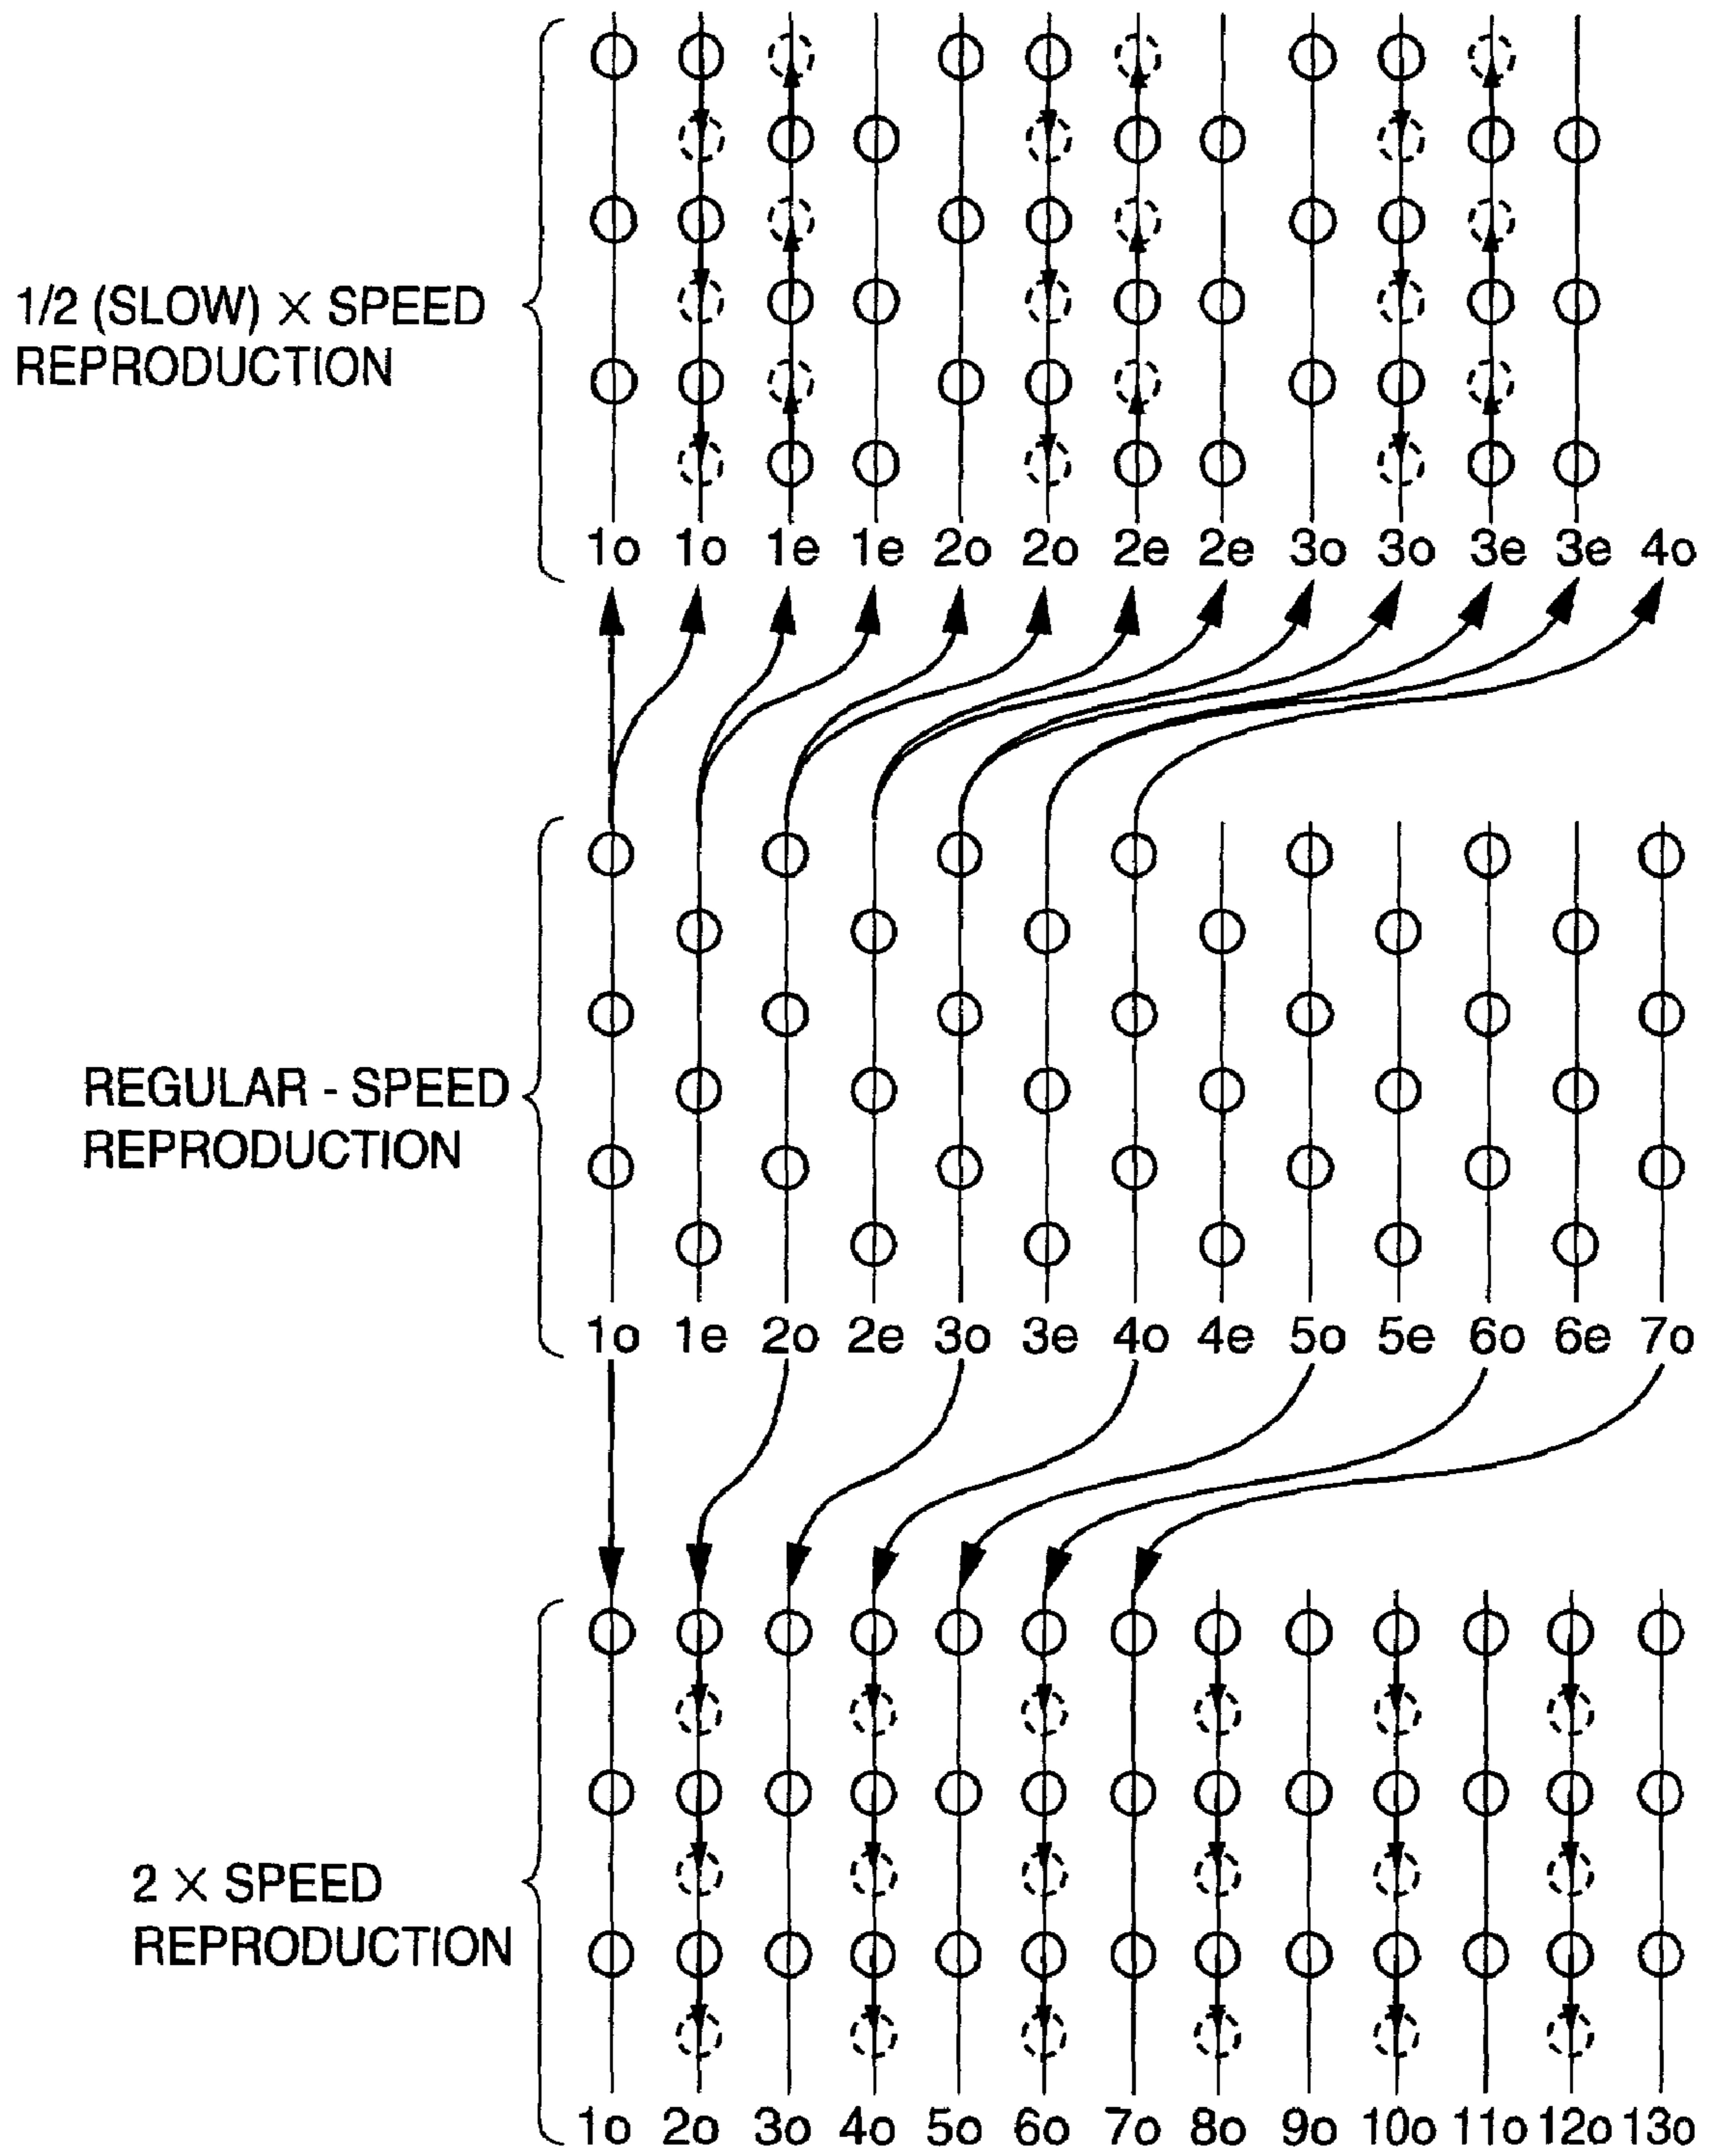 1/2 (SLOW) × SPEED
REPRODUCTION
1o 1o 1e 1e 2o 2o 2e 2e 3o 3o 3e 3e 4o
REGULAR - SPEED
REPRODUCTION
1o 1e 2o 2e 3o 3e 4o 4e 5o 5e 6o 6e 7o
2 × SPEED
REPRODUCTION
1o 2o 3o 4o 5o 6o 7o 8o 9o 10o 11o 12o 13o